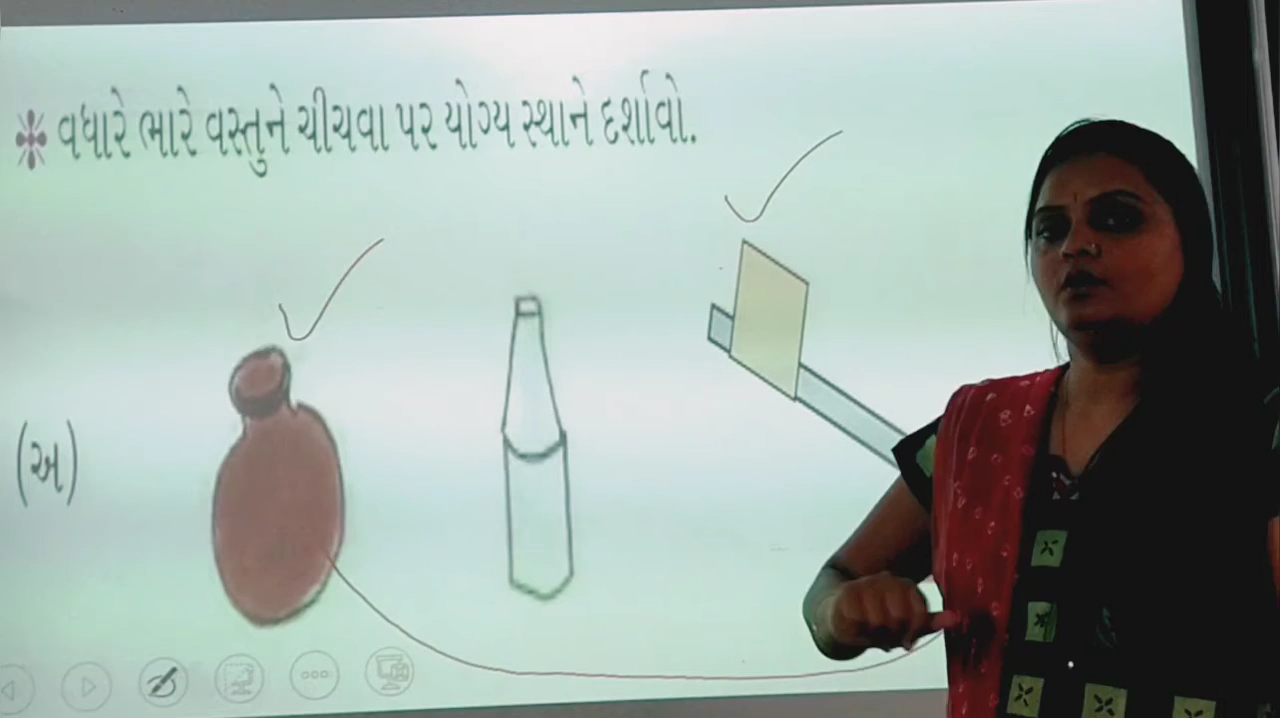 વધારે ભારે વસ્તુને ચીચવા પર યોગ્ય સ્થાને દર્શાવો.
(અ)